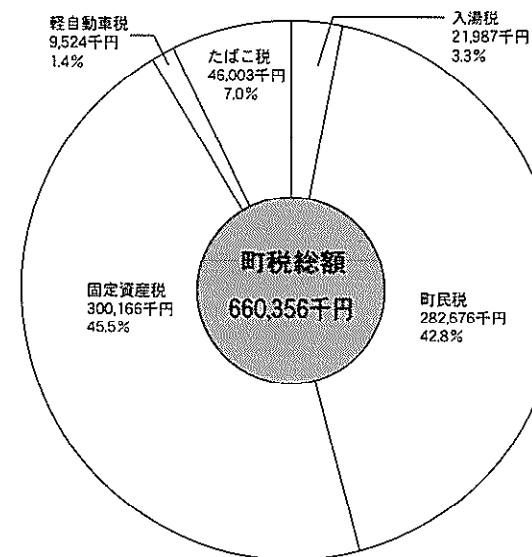 軽自動車税
9,524千円
1.4%
たばこ税
46,003千円
7.0%
入湯税
21,987千円
3.3%
町税総額
660,356千円
固定資産税
300,166千円
45.5%
町民税
282,676千円
42.8%